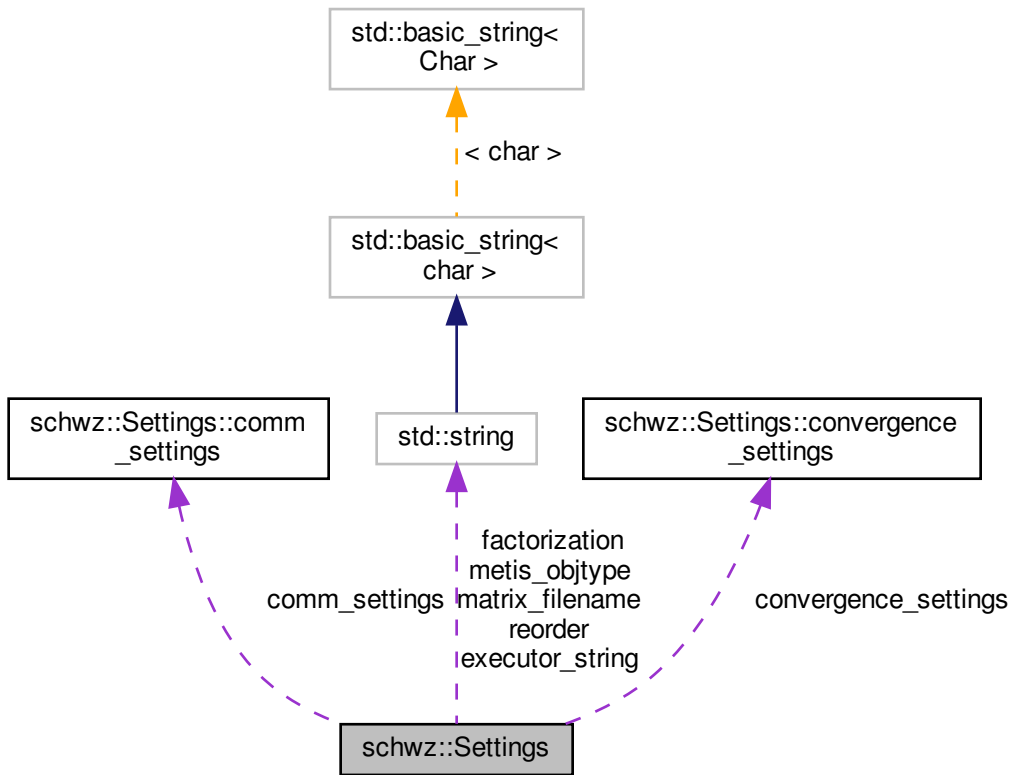 std::basic_string<
Char >
< char >
std::basic_string<
char >
schwz::Settings::comm
_settings
std::string
schwz::Settings::convergence
_settings
factorization
metis_objtype
matrix_filename
reorder
executor_string
comm_settings
convergence_settings
schwz::Settings